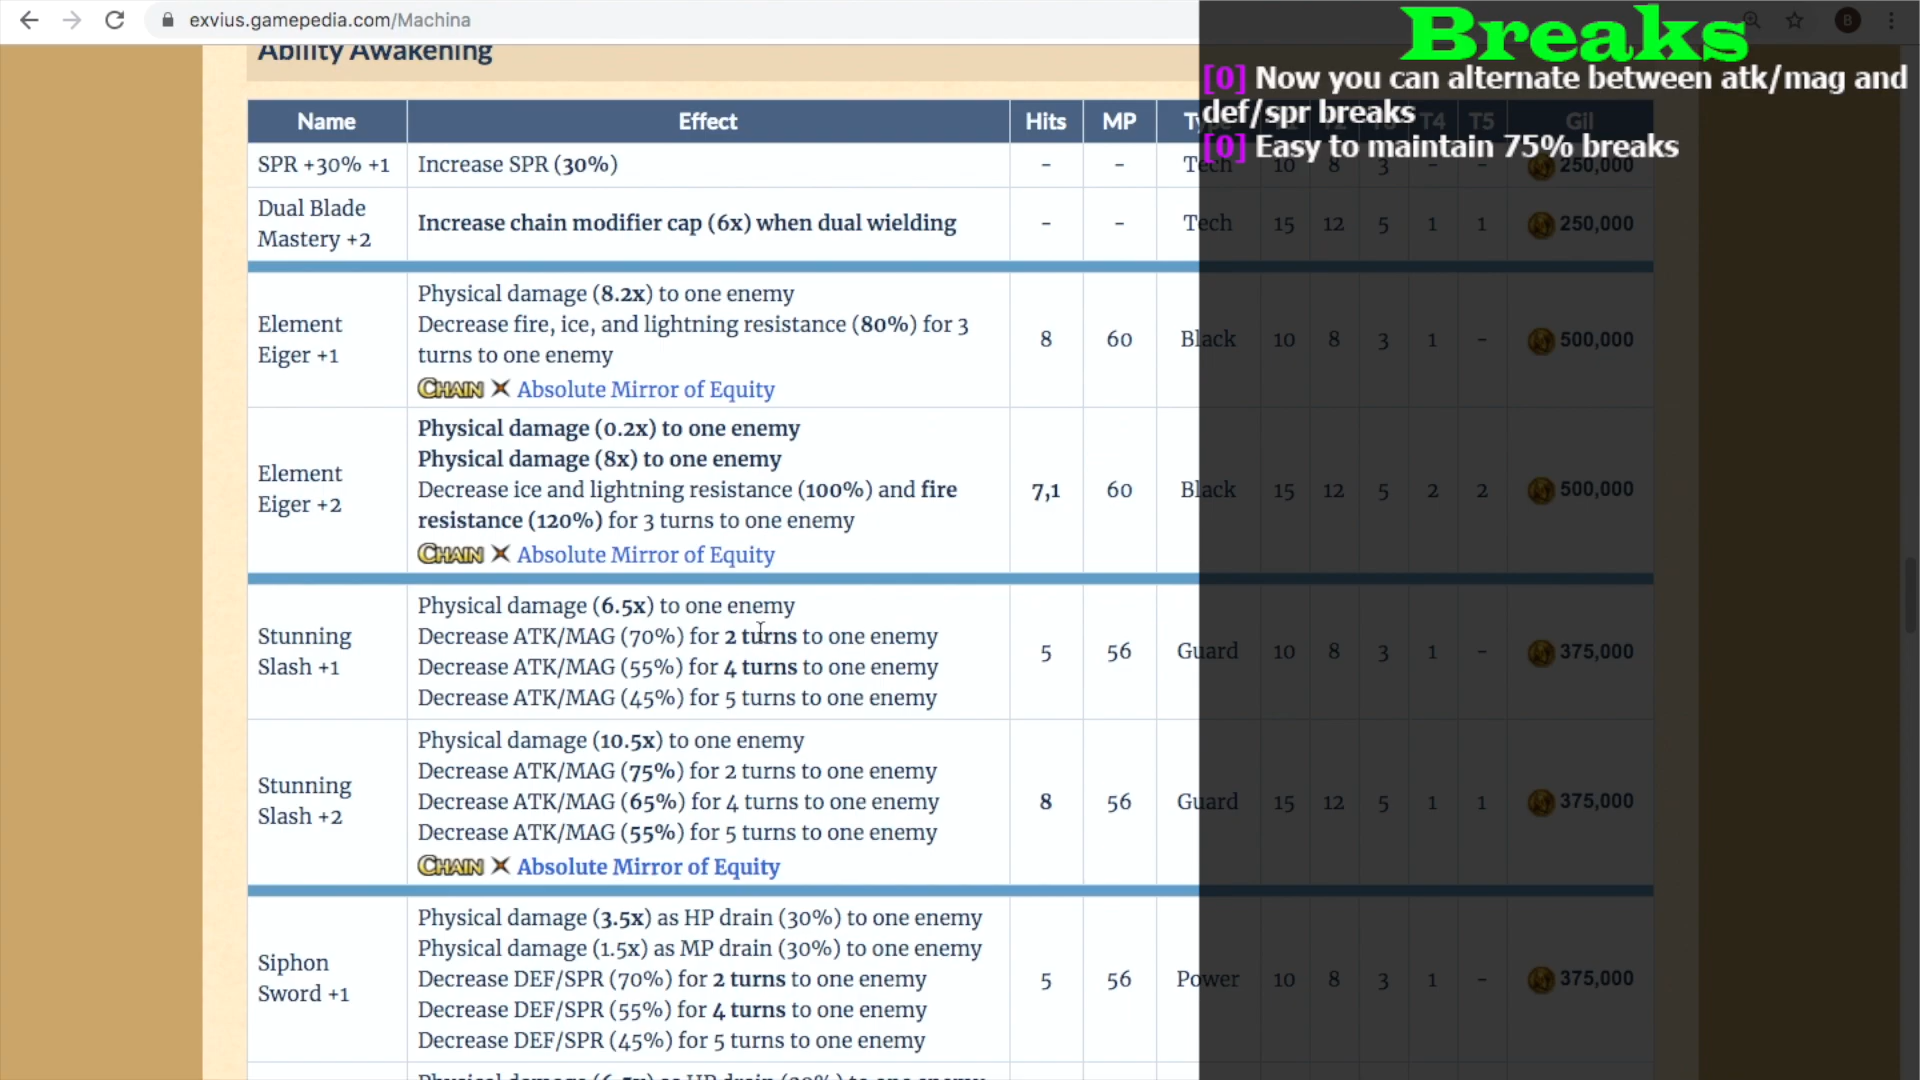 exvius.gamepedia.com/Machina
B
Breaks
[0] Now you can alternate between atk/mag and
def/spr breaks
[0] Easy to maintain 75% breaks
Ability Awakening
Name Effect Hits MP T4 T5 Gil
SPR +30% +1 Increase SPR (30%) - - Tech 10 8 3 - - 250,000
Dual Blade
Mastery +2
Increase chain modifier cap (6x) when dual wielding - - Tech 15 12 5 1 1 250,000
Element
Eiger +1
Physical damage (8.2x) to one enemy
Decrease fire, ice, and lightning resistance (80%) for 3
turns to one enemy
CHAIN Absolute Mirror of Equity
8 60 Black 10 8 3 1 - 500,000
Element
Eiger +2
Physical damage (0.2x) to one enemy
Physical damage (8x) to one enemy
Decrease ice and lightning resistance (100%) and fire
resistance (120%) for 3 turns to one enemy
CHAIN Absolute Mirror of Equity
7,1 60 Black 15 12 5 2 2 500,000
Stunning
Slash +1
Physical damage (6.5x) to one enemy
Decrease ATK/MAG (70%) for 2 turns to one enemy
Decrease ATK/MAG (55%) for 4 turns to one enemy
Decrease ATK/MAG (45%) for 5 turns to one enemy
5 56 Guard 10 8 3 1 - 375,000
Stunning
Slash +2
Physical damage (10.5x) to one enemy
Decrease ATK/MAG (75%) for 2 turns to one enemy
Decrease ATK/MAG (65%) for 4 turns to one enemy
Decrease ATK/MAG (55%) for 5 turns to one enemy
CHAIN Absolute Mirror of Equity
8 56 Guard 15 12 5 1 1 375,000
Siphon
Sword +1
Physical damage (3.5x) as HP drain (30%) to one enemy
Physical damage (1.5x) as MP drain (30%) to one enemy
Decrease DEF/SPR (70%) for 2 turns to one enemy
Decrease DEF/SPR (55%) for 4 turns to one enemy
Decrease DEF/SPR (45%) for 5 turns to one enemy
5 56 Power 10 8 3 1 - 375,000